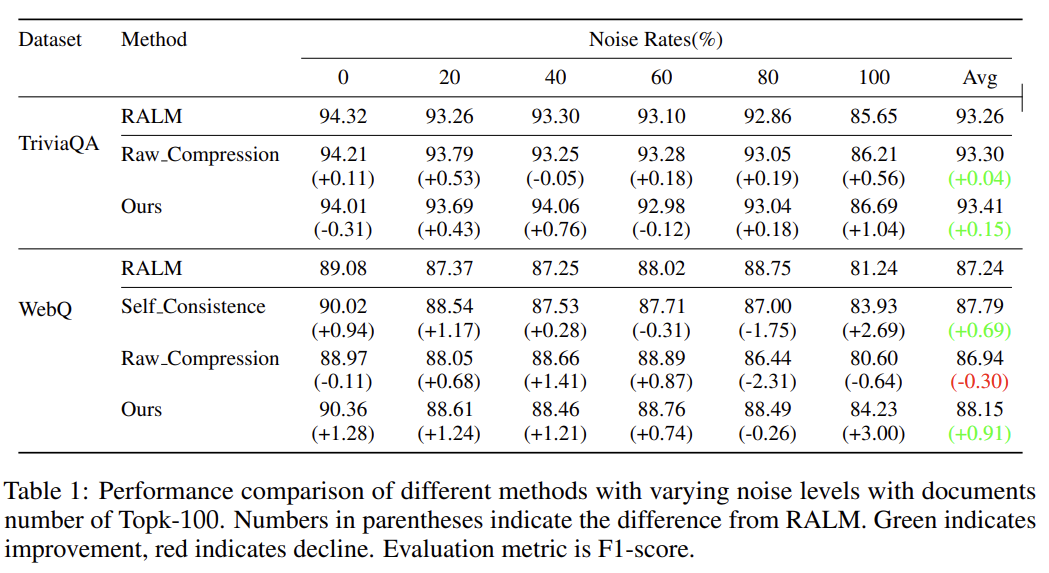 Dataset Method Noise Rates(%)
0 20 40 60 80 100 Avg
RALM 94.32 93.26 93.30 93.10 92.86 85.65 93.26
TriviaQA
Raw_Compression 94.21 93.79 93.25 93.28 93.05 86.21 93.30
(+0.11) (+0.53) (-0.05) (+0.18) (+0.19) (+0.56) (+0.04)
Ours 94.01 93.69 94.06 92.98 93.04 86.69 93.41
(-0.31) (+0.43) (+0.76) (-0.12) (+0.18) (+1.04) (+0.15)
RALM 89.08 87.37 87.25 88.02 88.75 81.24 87.24
WebQ
Self_Consistence 90.02 88.54 87.53 87.71 87.00 83.93 87.79
(+0.94) (+1.17) (+0.28) (-0.31) (-1.75) (+2.69) (+0.69)
Raw_Compression 88.97 88.05 88.66 88.89 86.44 80.60 86.94
(-0.11) (+0.68) (+1.41) (+0.87) (-2.31) (-0.64) (-0.30)
Ours 90.36 88.61 88.46 88.76 88.49 84.23 88.15
(+1.28) (+1.24) (+1.21) (+0.74) (-0.26) (+3.00) (+0.91)
Table 1: Performance comparison of different methods with varying noise levels with documents
number of Topk-100. Numbers in parentheses indicate the difference from RALM. Green indicates
improvement, red indicates decline. Evaluation metric is F1-score.